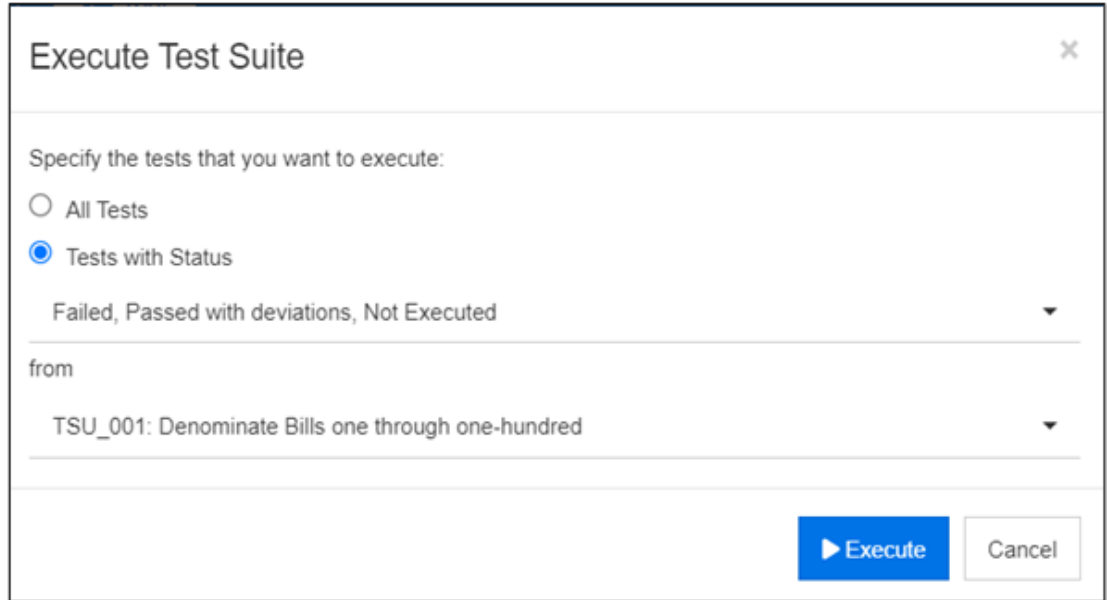 Execute Test Suite
Specify the tests that you want to execute:
All Tests
Tests with Status
Failed, Passed with deviations, Not Executed
from
TSU_001: Denominate Bills one through one-hundred
Execute
Cancel